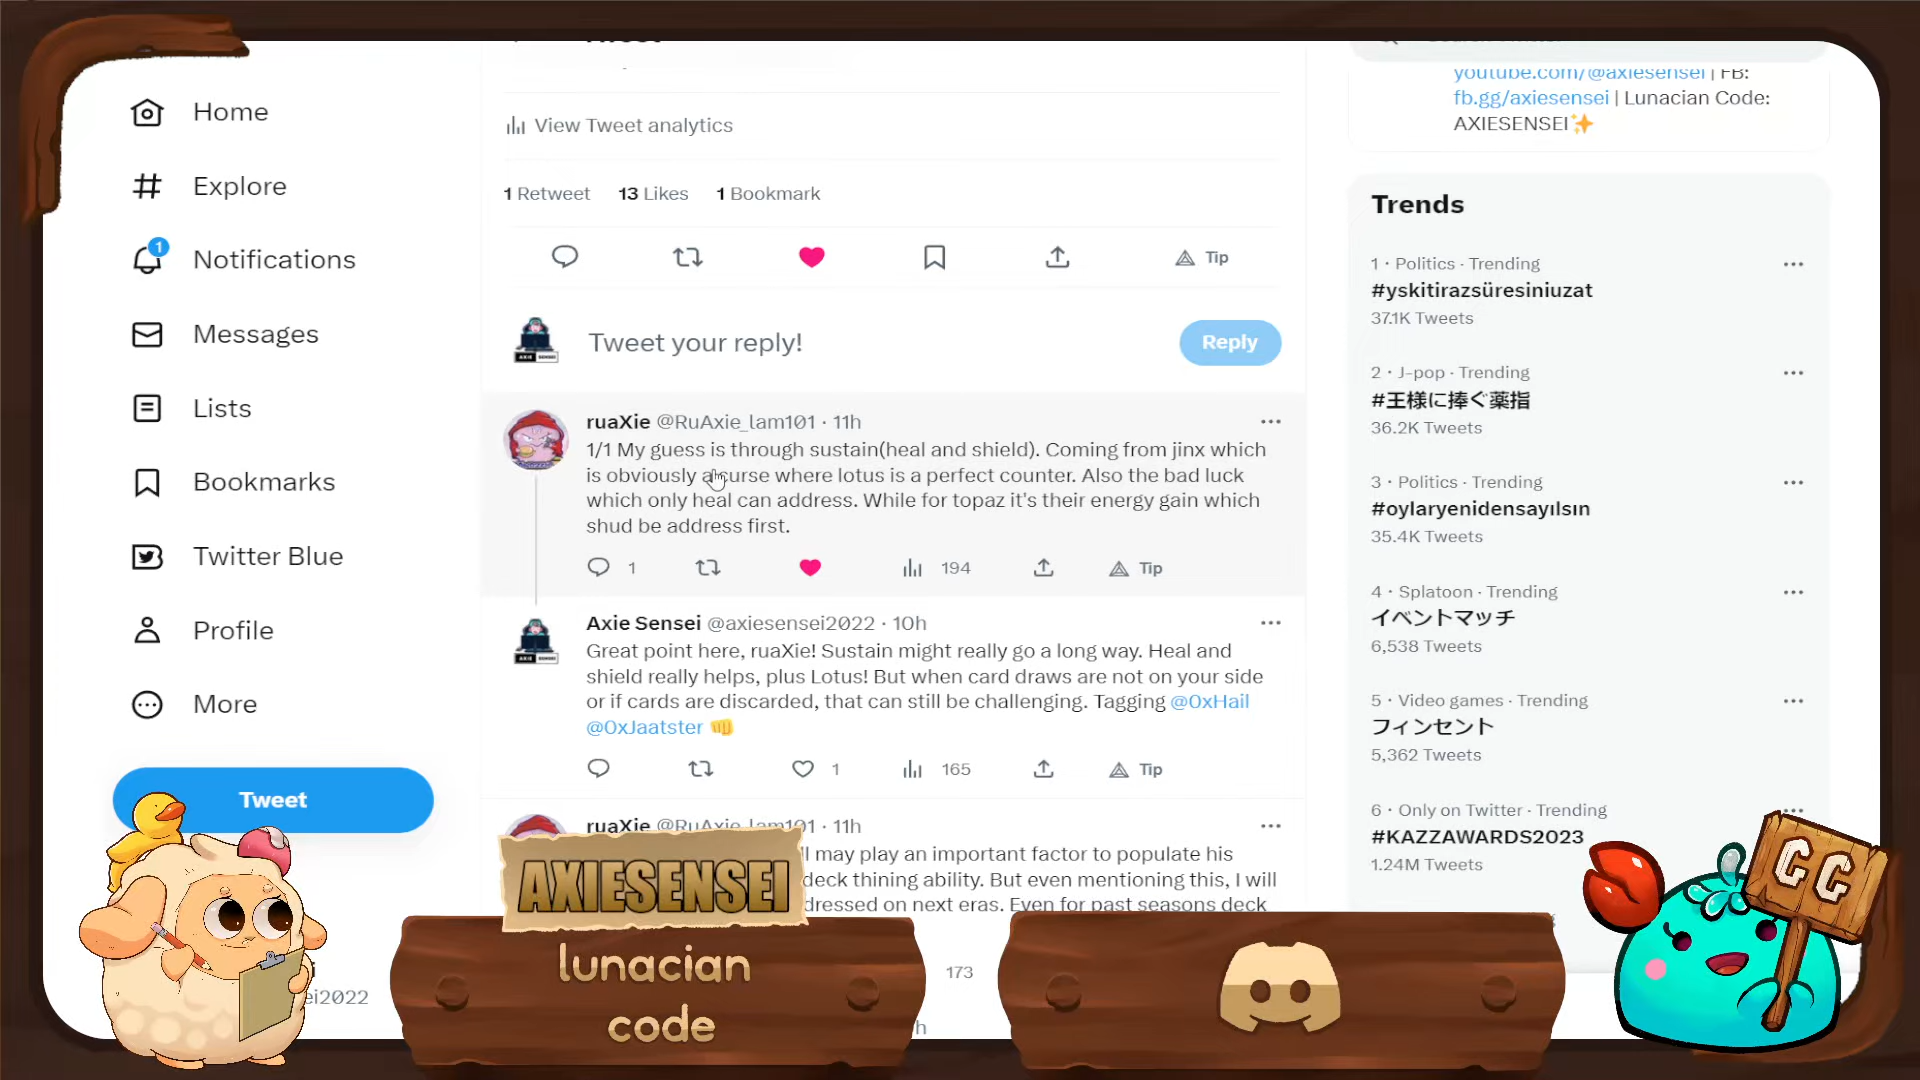 Home
Explore
1
Notifications
Messages
Lists
Bookmarks
Twitter Blue
Profile
More
Tweet
View Tweet analytics
1 Retweet 13 Likes 1 Bookmark
Tip
Tweet your reply!
Reply
ruaXie @RuAxie_lam101 · 11h
1/1 My guess is through sustain(heal and shield). Coming from jinx which
is obviously a curse where lotus is a perfect counter. Also the bad luck
which only heal can address. While for topaz it's their energy gain which
shud be address first.
1 194 Tip
Axie Sensei @axiesensei2022 · 10h
Great point here, ruaXie! Sustain might really go a long way. Heal and
shield really helps, plus Lotus! But when card draws are not on your side
or if cards are discarded, that can still be challenging. Tagging @0xHail
@0xJaatster 👊
1 165 Tip
ruaXie @RuAxie_lam101 · 11h
ll may play an important factor to populate his
deck thining ability. But even mentioning this, I will
dressed on next eras. Even for past seasons deck
173
h
youtube.com/@axiesensei | FB:
fb.gg/axiesensei | Lunacian Code:
AXIESENSEI✨
Trends
1 · Politics · Trending
#yskitirazsüresiniuzat
37.1K Tweets
2 · J-pop · Trending
#王様に捧ぐ薬指
36.2K Tweets
3 · Politics · Trending
#oylaryenidensayılsın
35.4K Tweets
4 · Splatoon · Trending
イベントマッチ
6,538 Tweets
5 · Video games · Trending
フィンセント
5,362 Tweets
6 · Only on Twitter · Trending
#KAZZAWARDS2023
1.24M Tweets
ei2022
AXIESENSEI
lunacian
code
CC